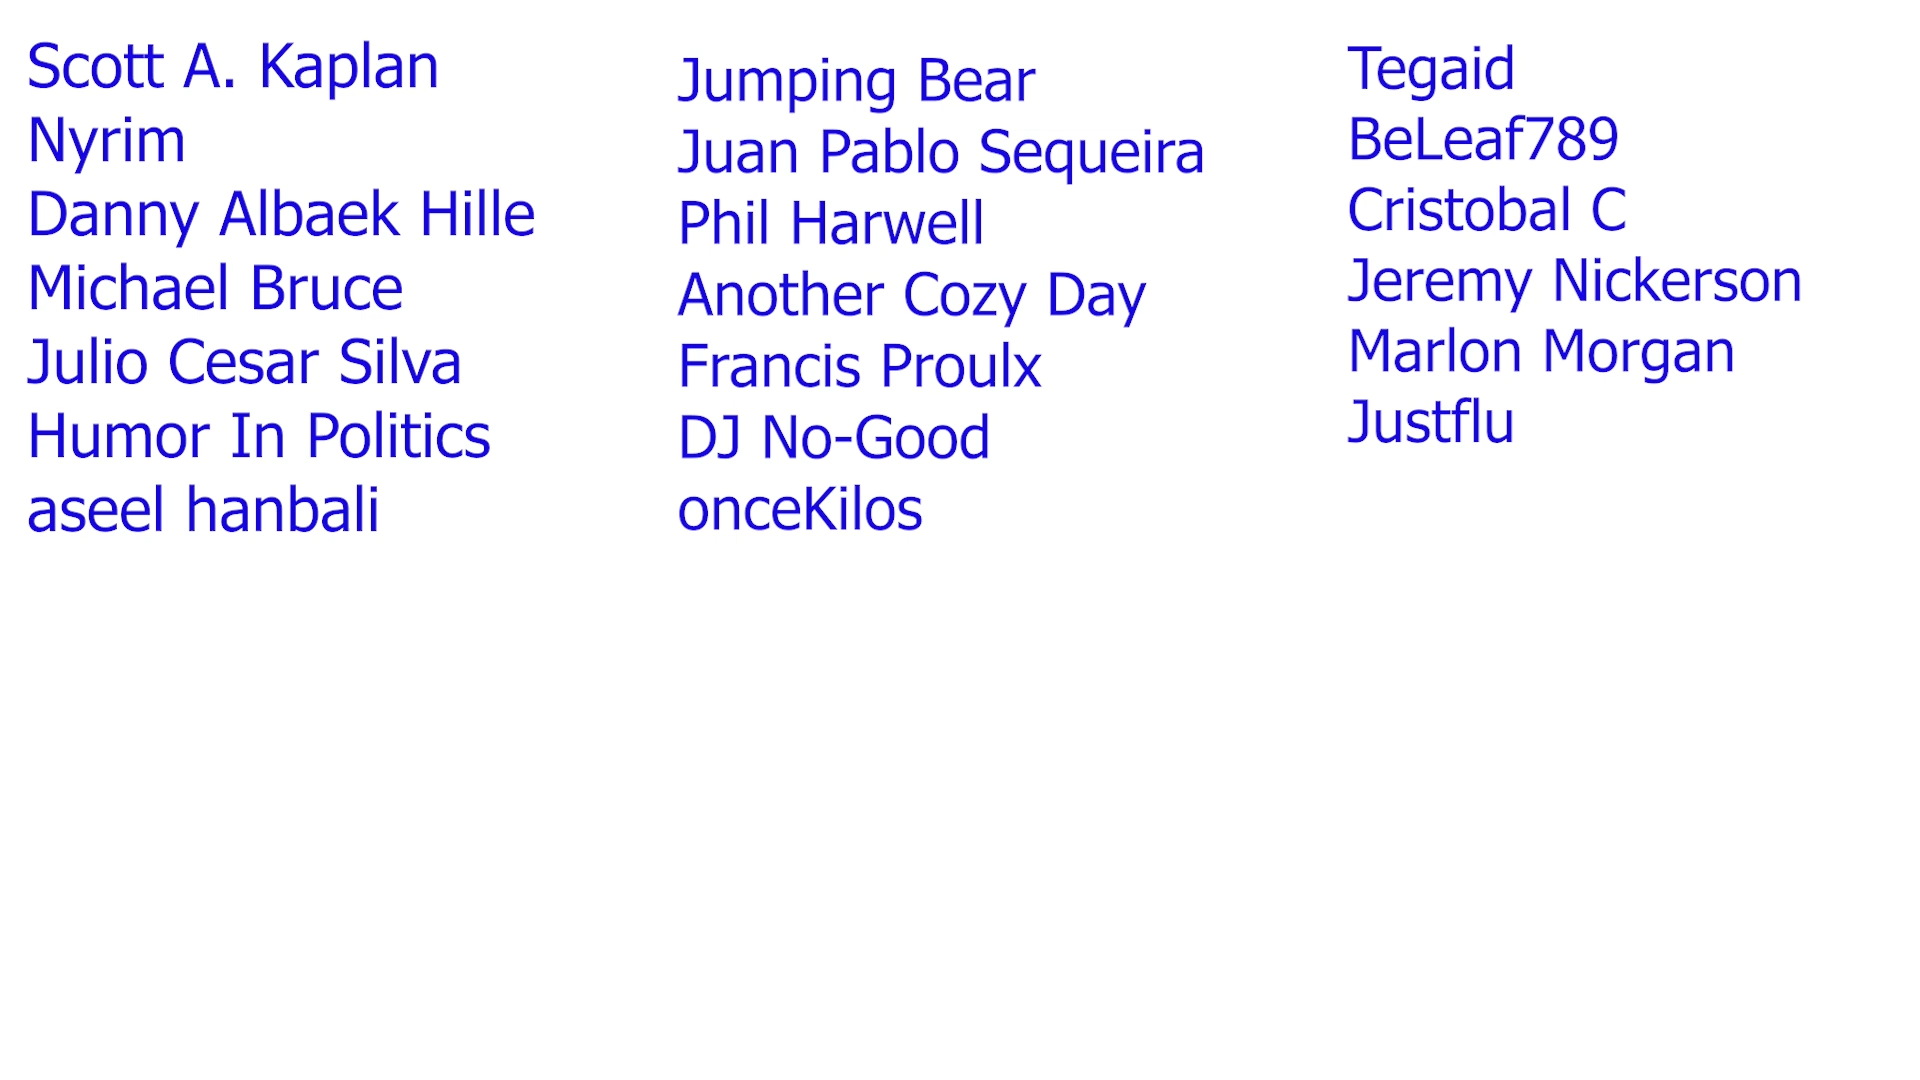 Scott A. Kaplan
Nyrim
Danny Albaek Hille
Michael Bruce
Julio Cesar Silva
Humor In Politics
aseel hanbali
Jumping Bear
Juan Pablo Sequeira
Phil Harwell
Another Cozy Day
Francis Proulx
DJ No-Good
onceKilos
Tegaid
BeLeaf789
Cristobal C
Jeremy Nickerson
Marlon Morgan
Justflu